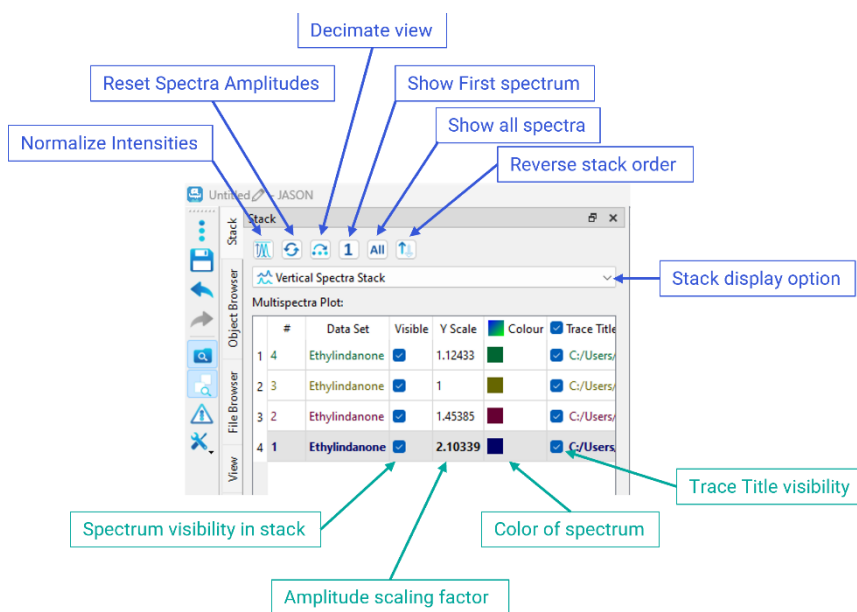 Decimate view
Reset Spectra Amplitudes
Show First spectrum
Show all spectra
Normalize Intensities
Reverse stack order
Untitled - JASON
Stack
Stack
Object Browser
File Browser
View
1
All
Vertical Spectra Stack
Stack display option
Multispectra Plot:
# Data Set Visible Y Scale Colour Trace Title
1 4 Ethylindanone 1.12433 C:/Users/
2 3 Ethylindanone 1 C:/Users/
3 2 Ethylindanone 1.45385 C:/Users/
4 1 Ethylindanone 2.10339 C:/Users,
Trace Title visibility
Spectrum visibility in stack
Color of spectrum
Amplitude scaling factor